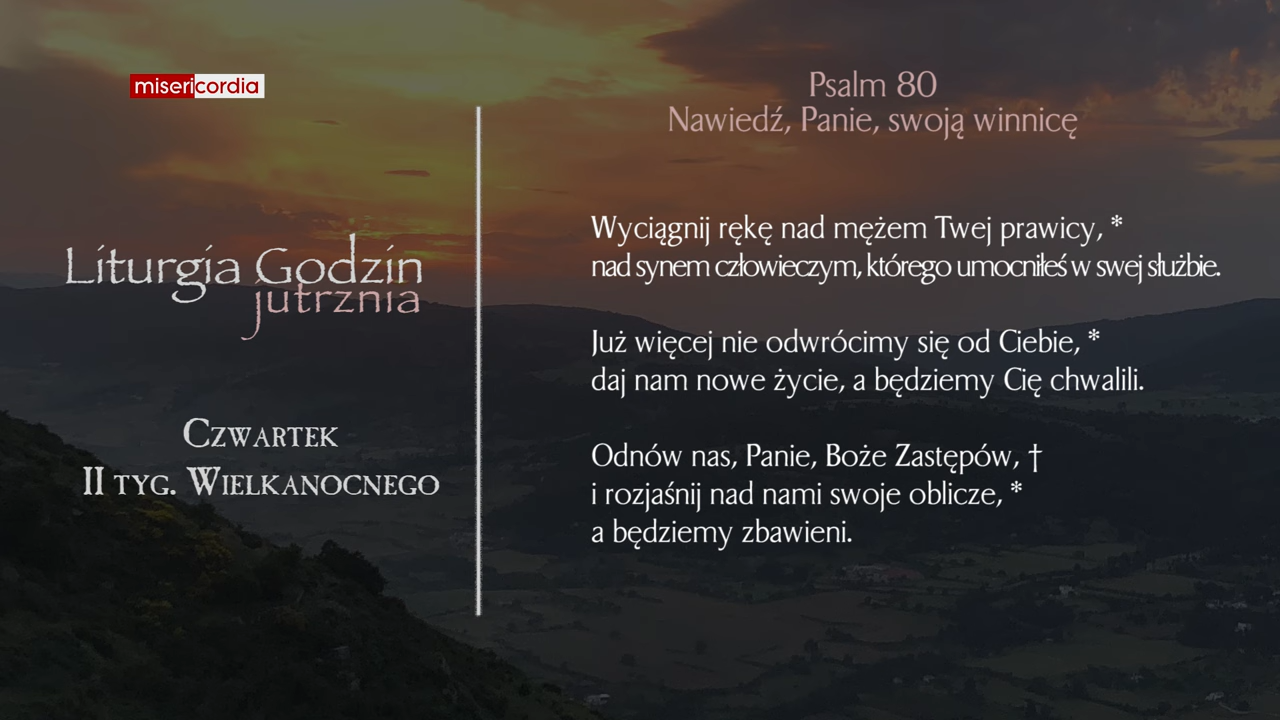 misericordia
Liturgia Godzin
jutrznia
Czwartek
II tyg. Wielkanocnego
Psalm 80
Nawiedź, Panie, swoją winnicę
Wyciągnij rękę nad mężem Twej prawicy, *
nad synem człowieczym, którego umocniłeś w swej służbie.
Już więcej nie odwrócimy się od Ciebie, *
daj nam nowe życie, a będziemy Cię chwalili.
Odnów nas, Panie, Boże Zastępów, †
i rozjaśnij nad nami swoje oblicze, *
a będziemy zbawieni.